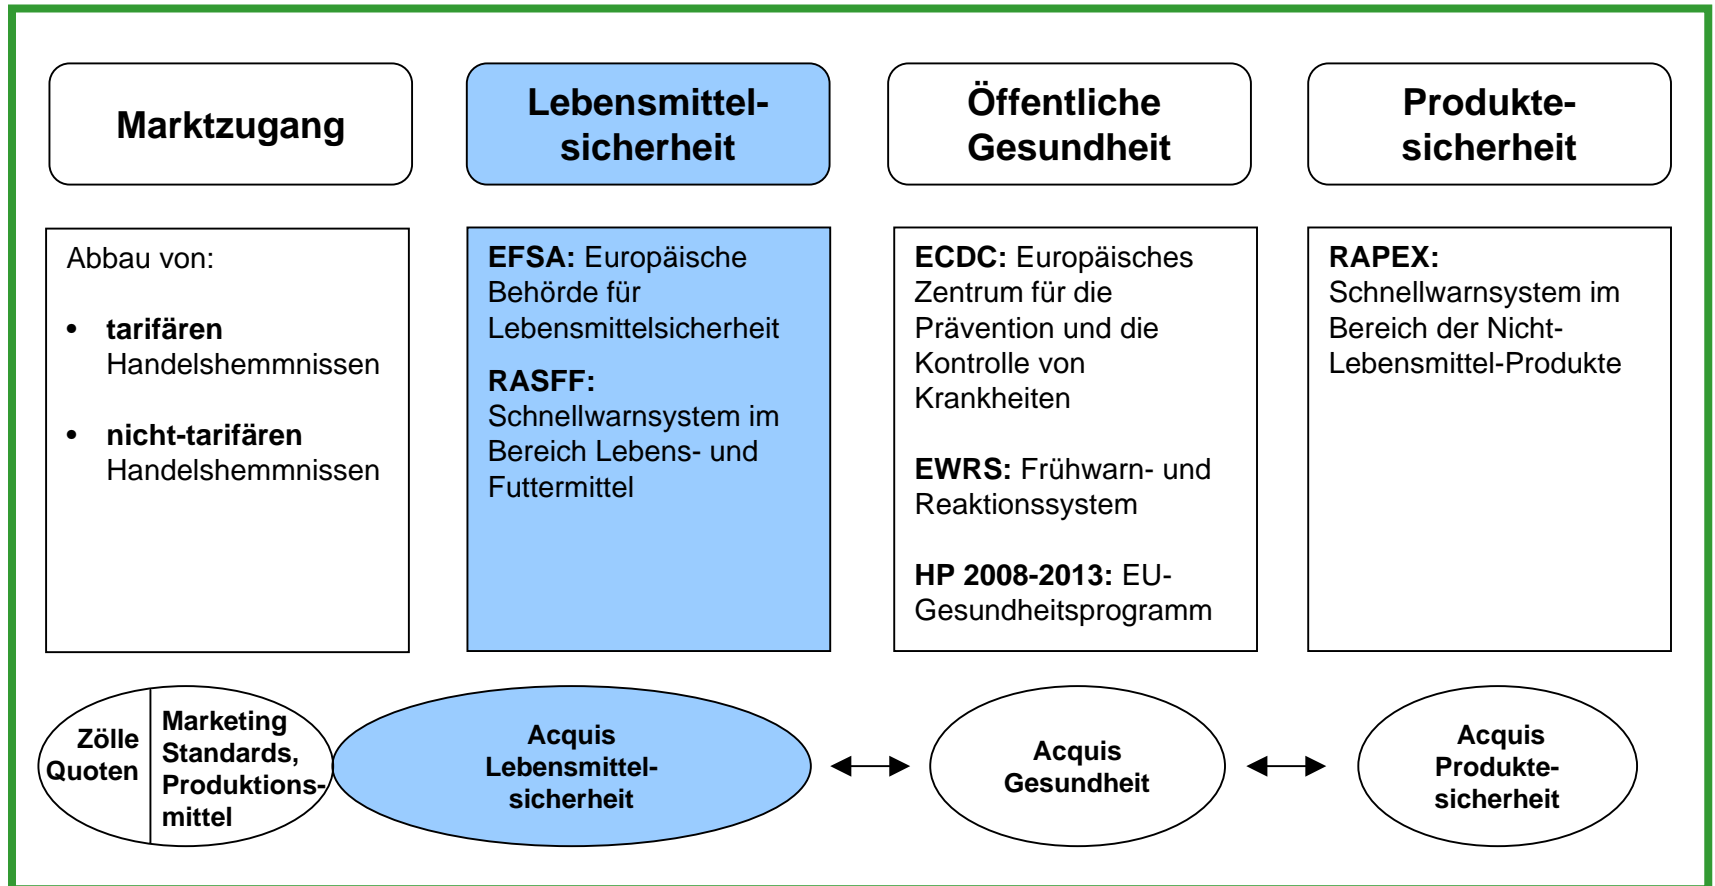 Marktzugang
Lebensmittel-
sicherheit
Öffentliche
Gesundheit
Produkte-
sicherheit
Abbau von:
• tarifären
Handelshemmnissen
• nicht-tarifären
Handelshemmnissen
EFSA: Europäische
Behörde für
Lebensmittelsicherheit
RASFF:
Schnellwarnsystem im
Bereich Lebens- und
Futtermittel
ECDC: Europäisches
Zentrum für die
Prävention und die
Kontrolle von
Krankheiten
EWRS: Frühwarn- und
Reaktionssystem
HP 2008-2013: EU-
Gesundheitsprogramm
RAPEX:
Schnellwarnsystem im
Bereich der Nicht-
Lebensmittel-Produkte
Zölle
Quoten
Marketing
Standards,
Produktions-
mittel
Acquis
Lebensmittel-
sicherheit
Acquis
Gesundheit
Acquis
Produkte-
sicherheit